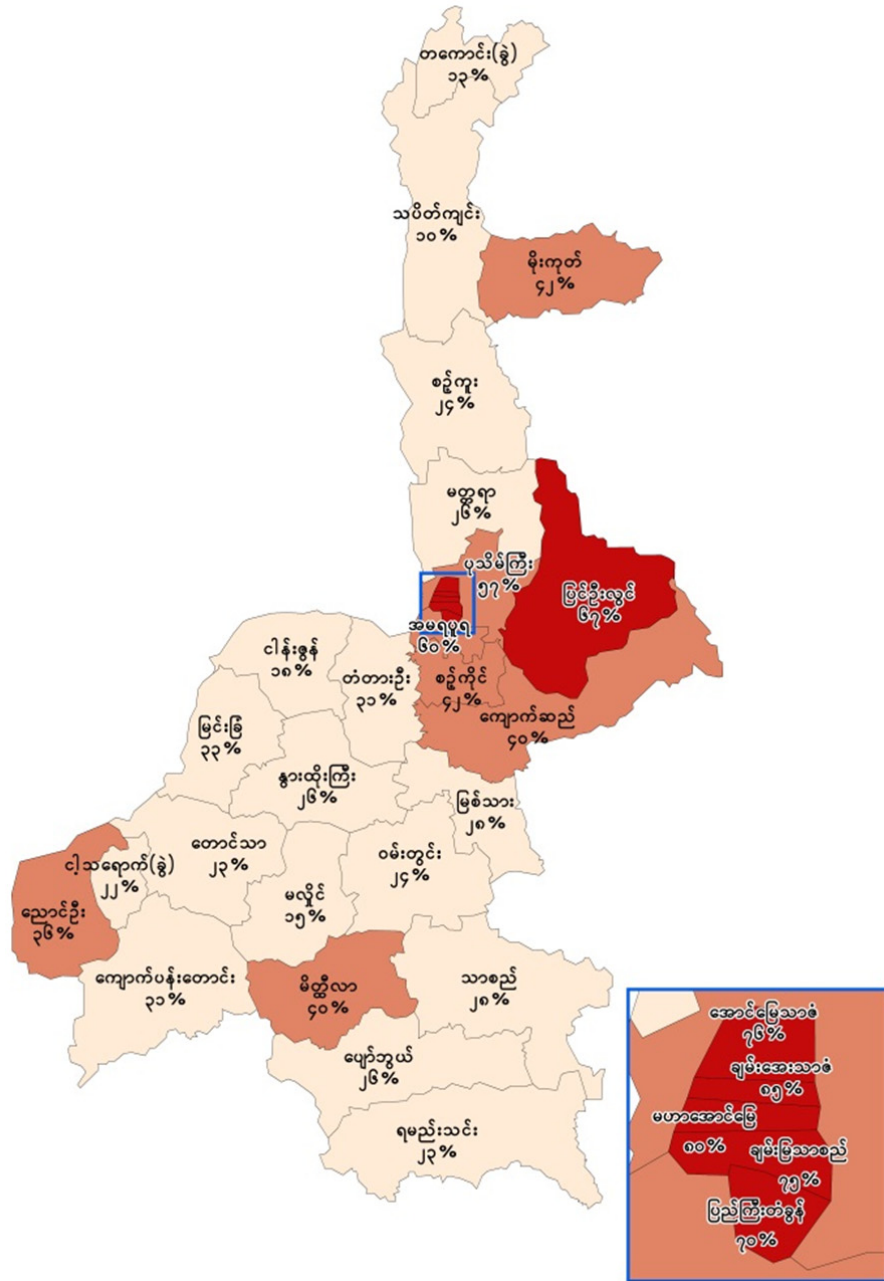 တကောင်း(ခွဲ)
၁၃%
သပိတ်ကျင်း
၁၀%
မိုးကုတ်
၄၂%
စဉ့်ကူး
၂၄%
မတ္တရာ
၂၆%
ပုသိမ်ကြီး
၅၇%
ပြင်ဦးလွင်
၆၇%
အမရပူရ
၆၀%
ငါန်းဇွန်
၁၈%
တံတားဦး
၃၁%
စဉ့်ကိုင်
၄၂%
ကျောက်ဆည်
၄၀%
မြင်းခြံ
၃၃%
နွားထိုးကြီး
၂၆%
မြစ်သား
၂၈%
တောင်သာ
၂၃%
ဝမ်းတွင်း
၂၄%
ငါ့သရောက်(ခွဲ)
၂၂%
မလှိုင်
၁၅%
ညောင်ဦး
၃၆%
ကျောက်ပန်းတောင်း
၃၁%
မိတ္ထီလာ
၄၀%
သာစည်
၂၈%
ပျော်ဘွယ်
၂၆%
ရမည်းသင်း
၂၃%
အောင်မြေသာဇံ
၇၆%
ချမ်းအေးသာဇံ
၈၅%
မဟာအောင်မြေ
၈၀%
ချမ်းမြသာစည်
၇၅%
ပြည်ကြီးတံခွန်
၇၀%